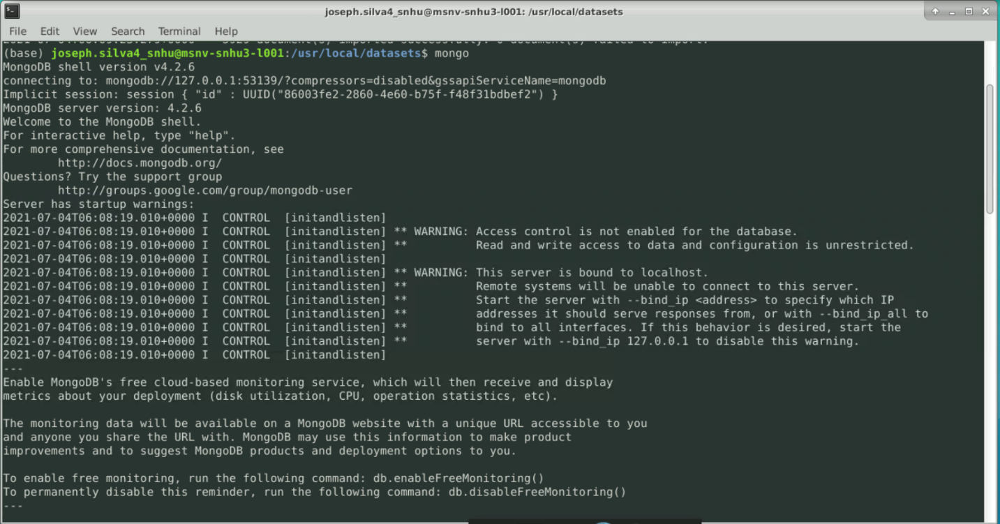 joseph.silva4_snhu@msnv-snhu3-l001: /usr/local/datasets
File Edit View Search Terminal Help
2021-07-04T06:09:23.279+0000 3929 document(s) imported successfully. 0 document(s) failed to import.
(base) joseph.silva4_snhu@msnv-snhu3-l001:/usr/local/datasets$ mongo
MongoDB shell version v4.2.6
connecting to: mongodb://127.0.0.1:53139/?compressors=disabled&gssapiServiceName=mongodb
Implicit session: session { "id" : UUID("86003fe2-2860-4e60-b75f-f48f31bdbef2") }
MongoDB server version: 4.2.6
Welcome to the MongoDB shell.
For interactive help, type "help".
For more comprehensive documentation, see
http://docs.mongodb.org/
Questions? Try the support group
http://groups.google.com/group/mongodb-user
Server has startup warnings:
2021-07-04T06:08:19.010+0000 I CONTROL [initandlisten]
2021-07-04T06:08:19.010+0000 I CONTROL [initandlisten] ** WARNING: Access control is not enabled for the database.
2021-07-04T06:08:19.010+0000 I CONTROL [initandlisten] ** Read and write access to data and configuration is unrestricted.
2021-07-04T06:08:19.010+0000 I CONTROL [initandlisten]
2021-07-04T06:08:19.010+0000 I CONTROL [initandlisten] ** WARNING: This server is bound to localhost.
2021-07-04T06:08:19.010+0000 I CONTROL [initandlisten] ** Remote systems will be unable to connect to this server.
2021-07-04T06:08:19.010+0000 I CONTROL [initandlisten] ** Start the server with --bind_ip <address> to specify which IP
2021-07-04T06:08:19.010+0000 I CONTROL [initandlisten] ** addresses it should serve responses from, or with --bind_ip_all to
2021-07-04T06:08:19.010+0000 I CONTROL [initandlisten] ** bind to all interfaces. If this behavior is desired, start the
2021-07-04T06:08:19.010+0000 I CONTROL [initandlisten] ** server with --bind_ip 127.0.0.1 to disable this warning.
2021-07-04T06:08:19.010+0000 I CONTROL [initandlisten]
---
Enable MongoDB's free cloud-based monitoring service, which will then receive and display
metrics about your deployment (disk utilization, CPU, operation statistics, etc).
The monitoring data will be available on a MongoDB website with a unique URL accessible to you
and anyone you share the URL with. MongoDB may use this information to make product
improvements and to suggest MongoDB products and deployment options to you.
To enable free monitoring, run the following command: db.enableFreeMonitoring()
To permanently disable this reminder, run the following command: db.disableFreeMonitoring()
---